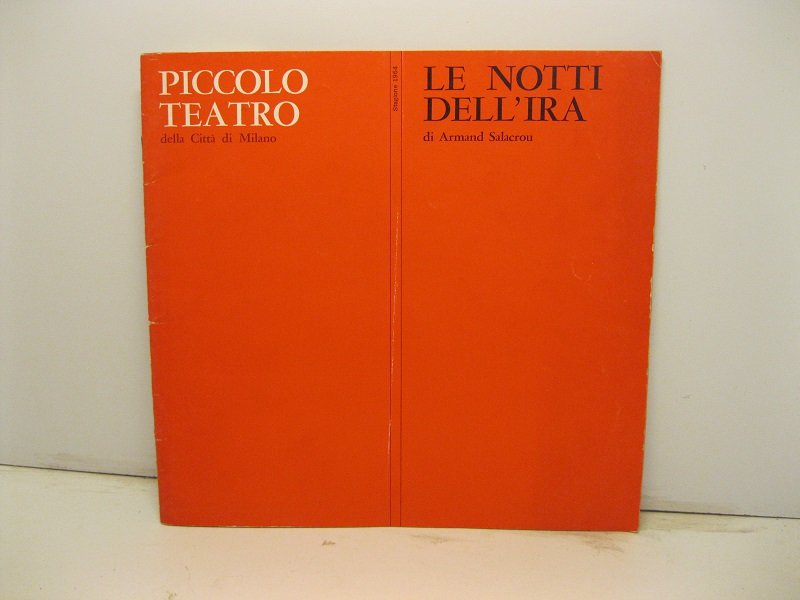 PICCOLO
TEATRO
della Città di Milano
Stagione 1964
LE NOTTI
DELL'IRA
di Armand Salacrou